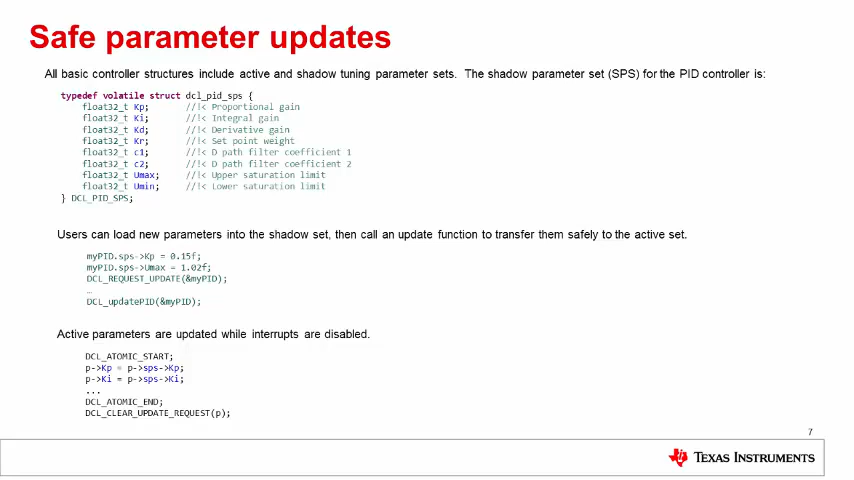 Safe parameter updates
All basic controller structures include active and shadow tuning parameter sets. The shadow parameter set (SPS) for the PID controller is:
typedef volatile struct dcl_pid_sps {
float32_t Kp; //!< Proportional gain
float32_t Ki; //!< Integral gain
float32_t Kd; //!< Derivative gain
float32_t Kr; //!< Set point weight
float32_t c1; //!< D path filter coefficient 1
float32_t c2; //!< D path filter coefficient 2
float32_t Umax; //!< Upper saturation limit
float32_t Umin; //!< Lower saturation limit
} DCL_PID_SPS;
Users can load new parameters into the shadow set, then call an update function to transfer them safely to the active set.
myPID.sps->Kp = 0.15f;
myPID.sps->Umax = 1.02f;
DCL_REQUEST_UPDATE(&myPID);
…
DCL_updatePID(&myPID);
Active parameters are updated while interrupts are disabled.
DCL_ATOMIC_START;
p->Kp = p->sps->Kp;
p->Ki = p->sps->Ki;
...
DCL_ATOMIC_END;
DCL_CLEAR_UPDATE_REQUEST(p);
7
TEXAS INSTRUMENTS